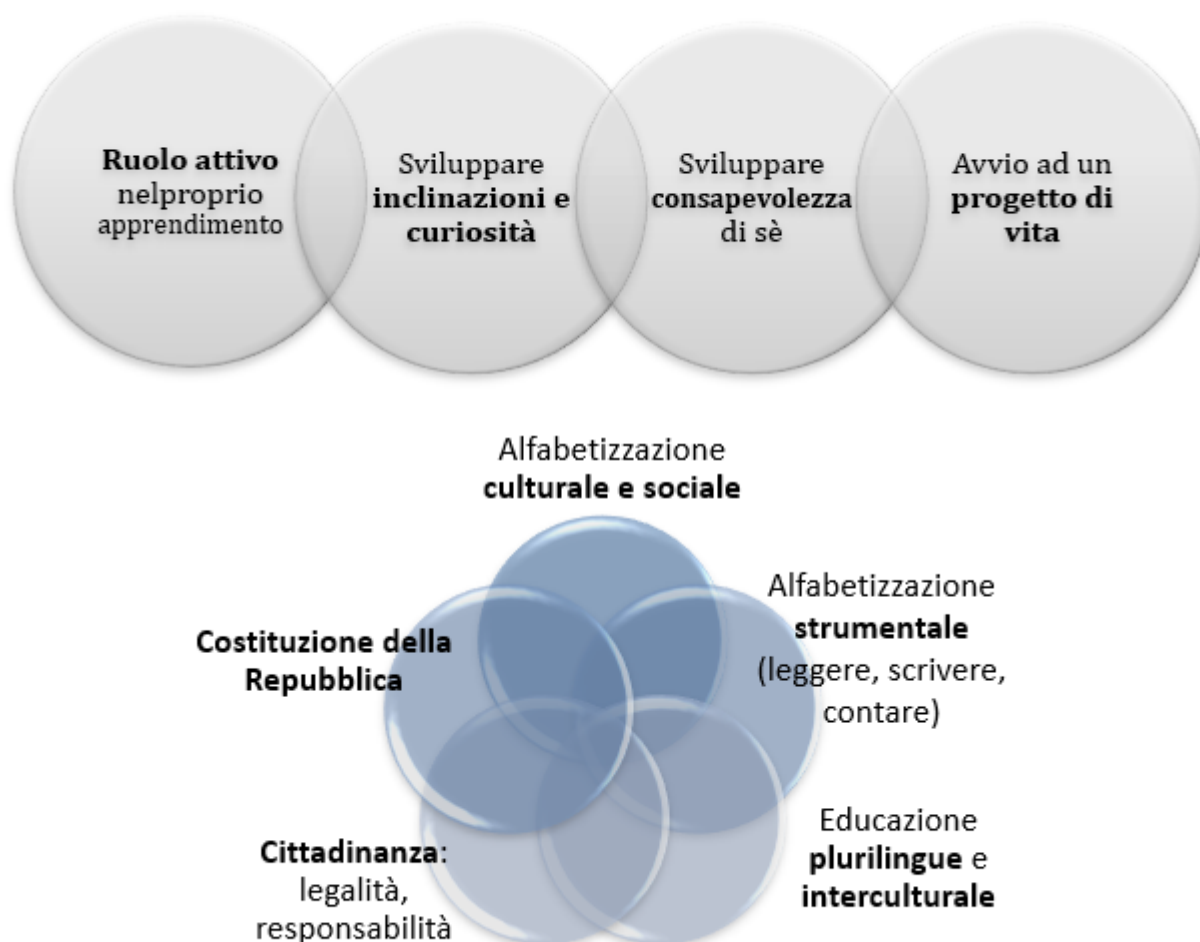 Ruolo attivo
nelproprio
apprendimento
Sviluppare
inclinazioni e
curiosità
Sviluppare
consapevolezza
di sè
Avvio ad un
progetto di
vita
Alfabetizzazione
culturale e sociale
Alfabetizzazione
strumentale
(leggere, scrivere,
contare)
Educazione
plurilingue e
interculturale
Cittadinanza:
legalità,
responsabilità
Costituzione della
Repubblica